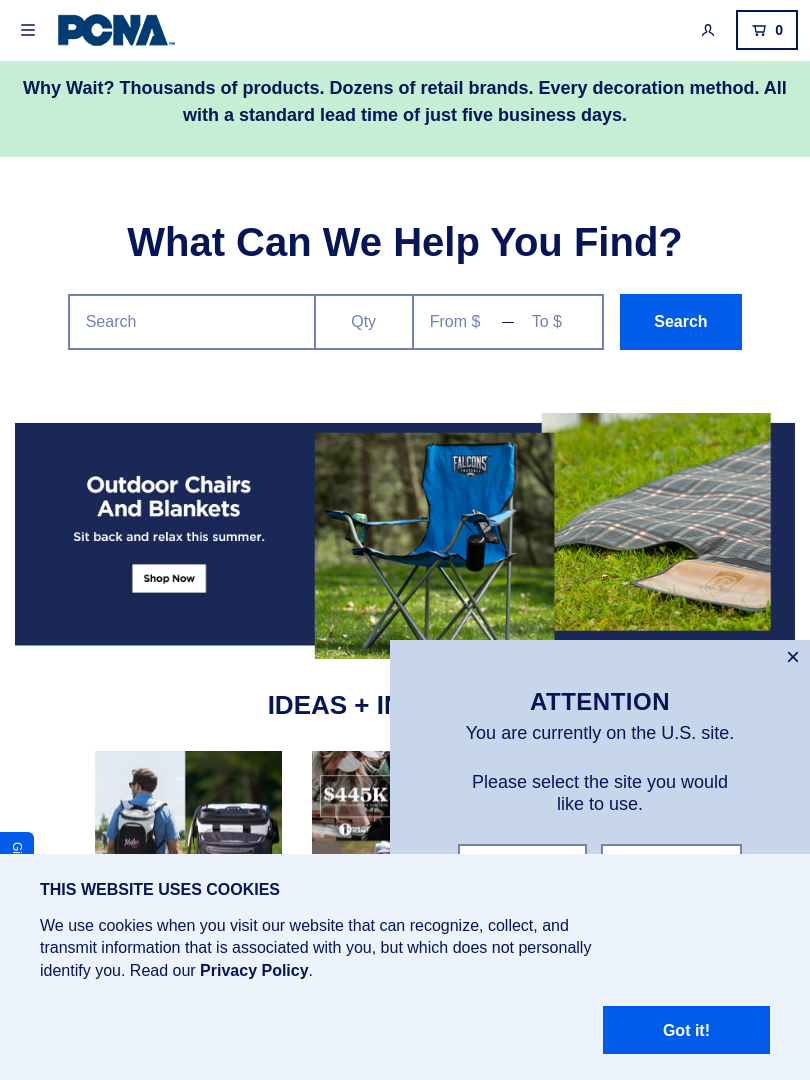 PCNA
0
Why Wait? Thousands of products. Dozens of retail brands. Every decoration method. All
with a standard lead time of just five business days.
What Can We Help You Find?
Search
Qty
From $ — To $
Search
Outdoor Chairs
And Blankets
Sit back and relax this summer.
Shop Now
FALCONS
×
ATTENTION
You are currently on the U.S. site.
Please select the site you would
like to use.
IDEAS +
$445K
THIS WEBSITE USES COOKIES
We use cookies when you visit our website that can recognize, collect, and
transmit information that is associated with you, but which does not personally
identify you. Read our Privacy Policy.
Got it!